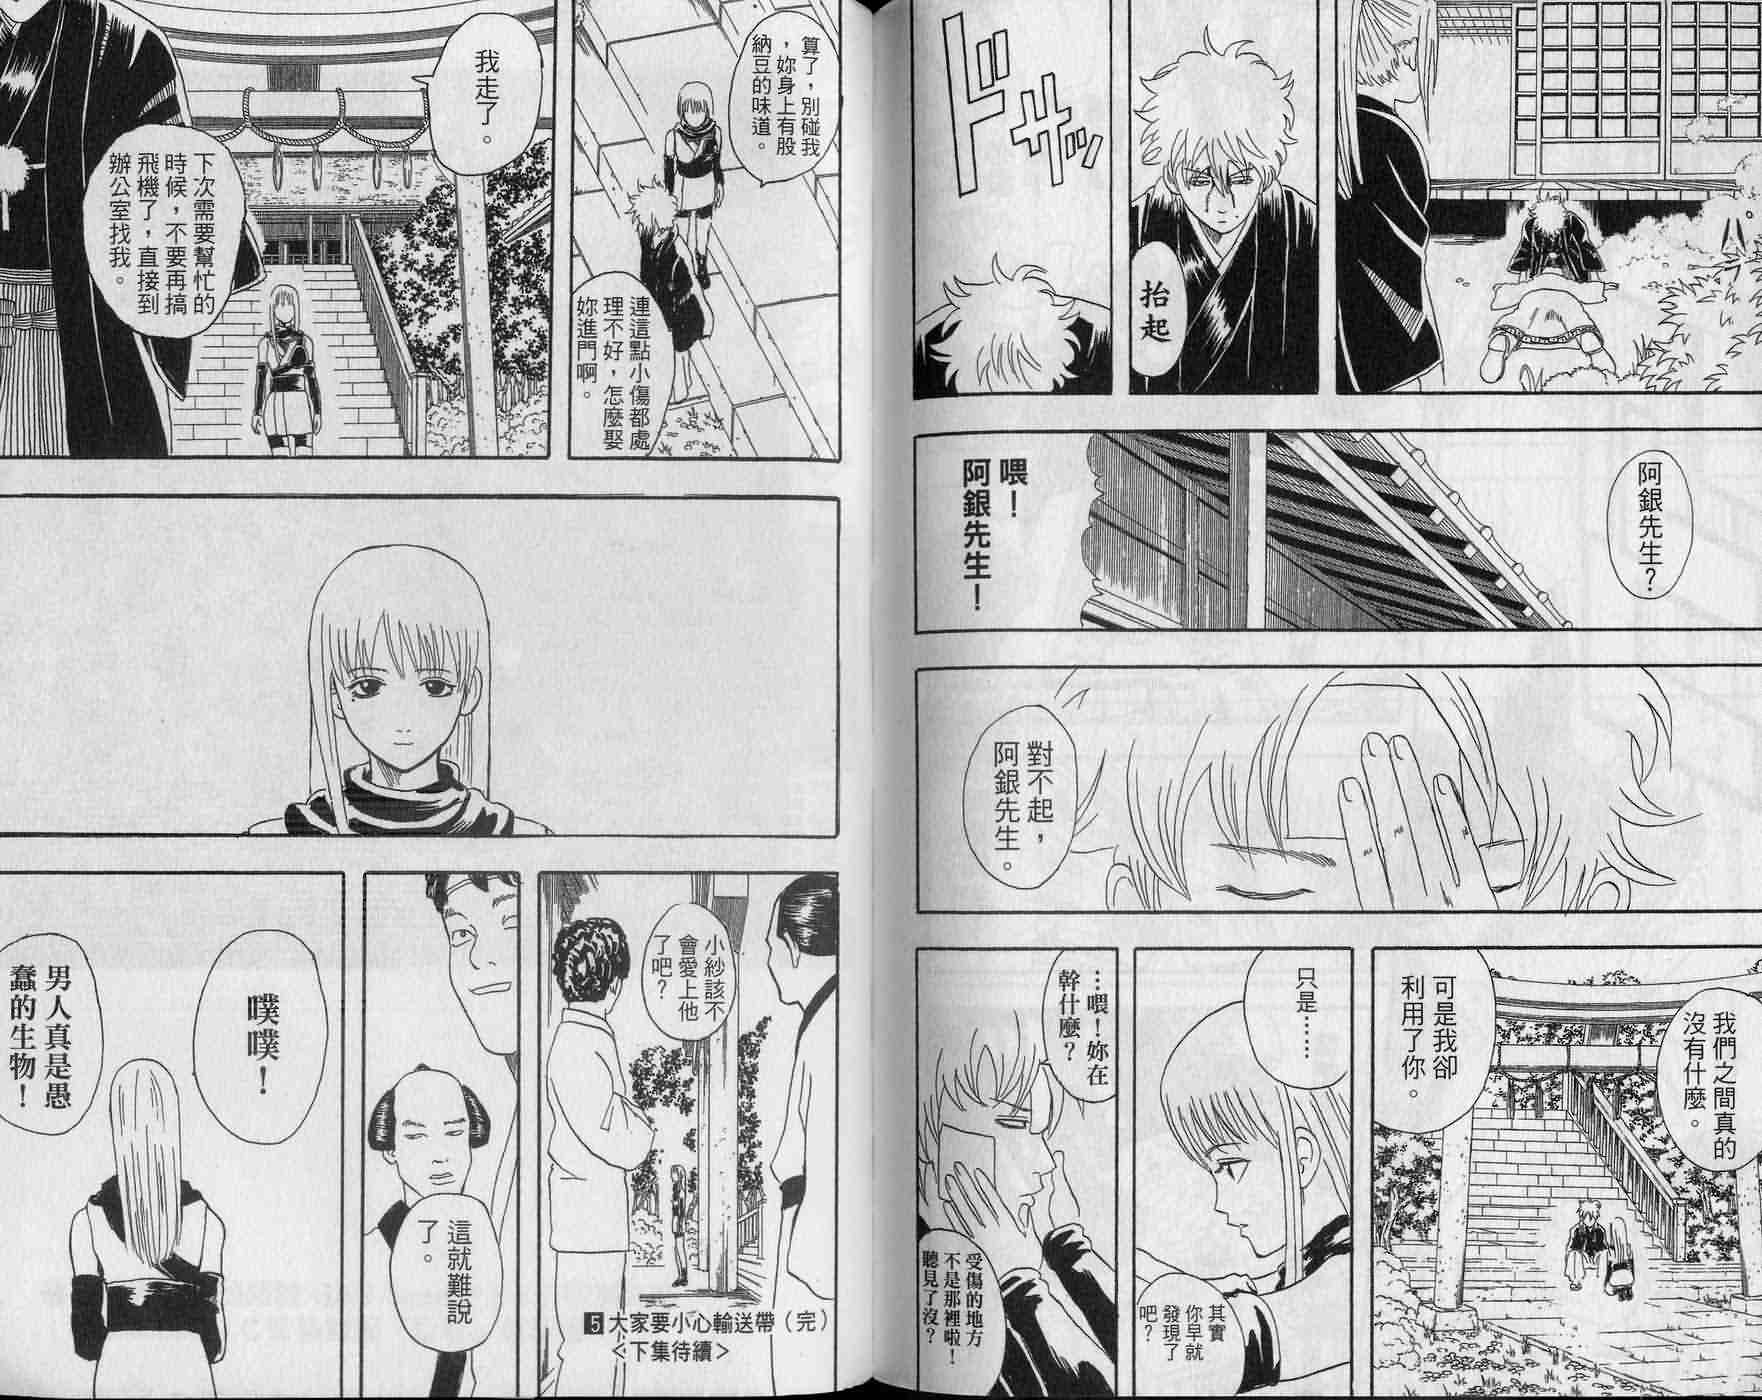 抬起
ドサッ
阿銀先生？
喂！
阿銀先生！
對不起，
阿銀先生。
我們之間真的
沒有什麼。
可是我卻
利用了你。
只是……
其實
你早就
發現了
吧？
…喂！妳在
幹什麼？
受傷的地方
不是那裡啦！
聽見了沒？
算了，別碰我
，妳身上有股
納豆的味道。
連這點小傷都處
理不好，怎麼娶
妳進門啊。
我走了。
下次需要幫忙的
時候，不要再搞
飛機了，直接到
辦公室找我。
小紗該不
會愛上他
了吧？
這就難說
了。
噗噗！
男人真是愚
蠢的生物！
5 大家要小心輸送帶（完）
＜下集待續＞